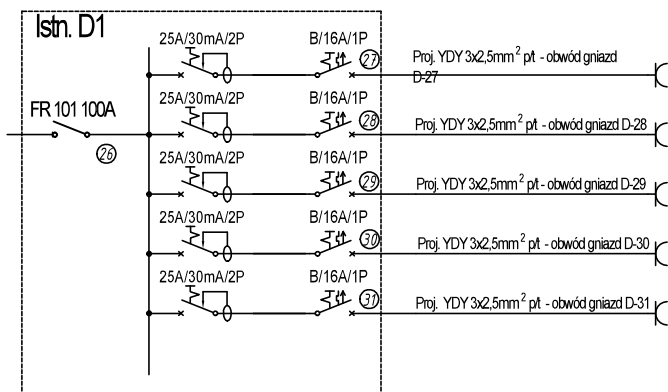 Istn. D1
25A/30mA/2P B/16A/1P 27 Proj. YDY 3x2,5mm² p/t - obwód gniazd
D-27
FR 101 100A
26
25A/30mA/2P B/16A/1P 28 Proj. YDY 3x2,5mm² p/t - obwód gniazd D-28
25A/30mA/2P B/16A/1P 29 Proj. YDY 3x2,5mm² p/t - obwód gniazd D-29
25A/30mA/2P B/16A/1P 30 Proj. YDY 3x2,5mm² p/t - obwód gniazd D-30
25A/30mA/2P B/16A/1P 31 Proj. YDY 3x2,5mm² p/t - obwód gniazd D-31